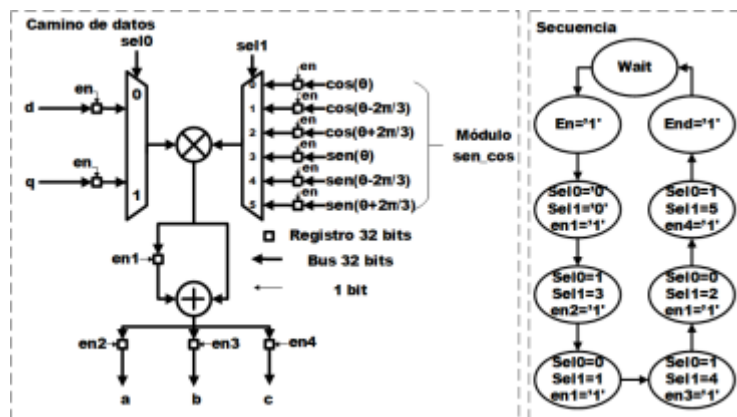 Camino de datos
sel0
sel1
en
d
0
en
q
1
en
0
cos(θ)
en
1
cos(θ-2π/3)
en
2
cos(θ+2π/3)
en
3
sen(θ)
en
4
sen(θ-2π/3)
en
5
sen(θ+2π/3)
Módulo
sen_cos
Registro 32 bits
en1
Bus 32 bits
1 bit
en2
en3
en4
a
b
c
Secuencia
Wait
En='1'
End='1'
Sel0='0'
Sel1='0'
en1='1'
Sel0=1
Sel1=5
en4='1'
Sel0=1
Sel1=3
en2='1'
Sel0=0
Sel1=2
en1='1'
Sel0=0
Sel1=1
en1='1'
Sel0=1
Sel1=4
en3='1'